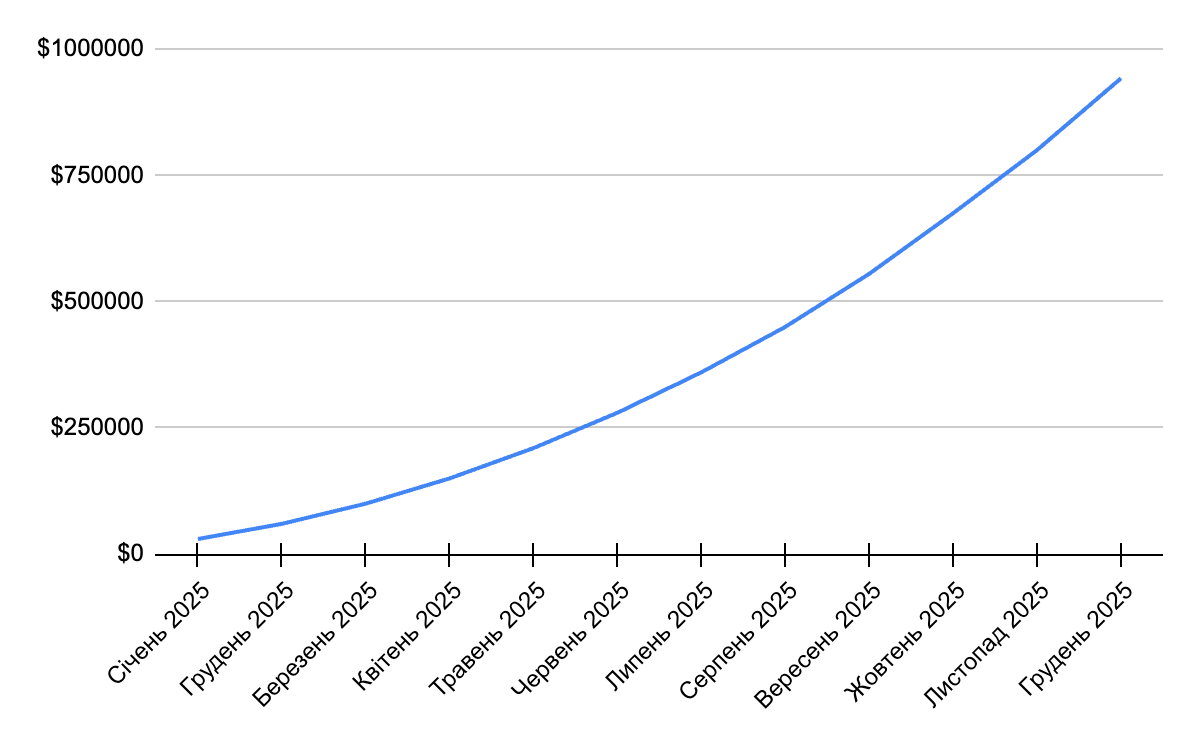 $1000000
$750000
$500000
$250000
$0
Січень 2025
Грудень 2025
Березень 2025
Квітень 2025
Травень 2025
Червень 2025
Липень 2025
Серпень 2025
Вересень 2025
Жовтень 2025
Листопад 2025
Грудень 2025